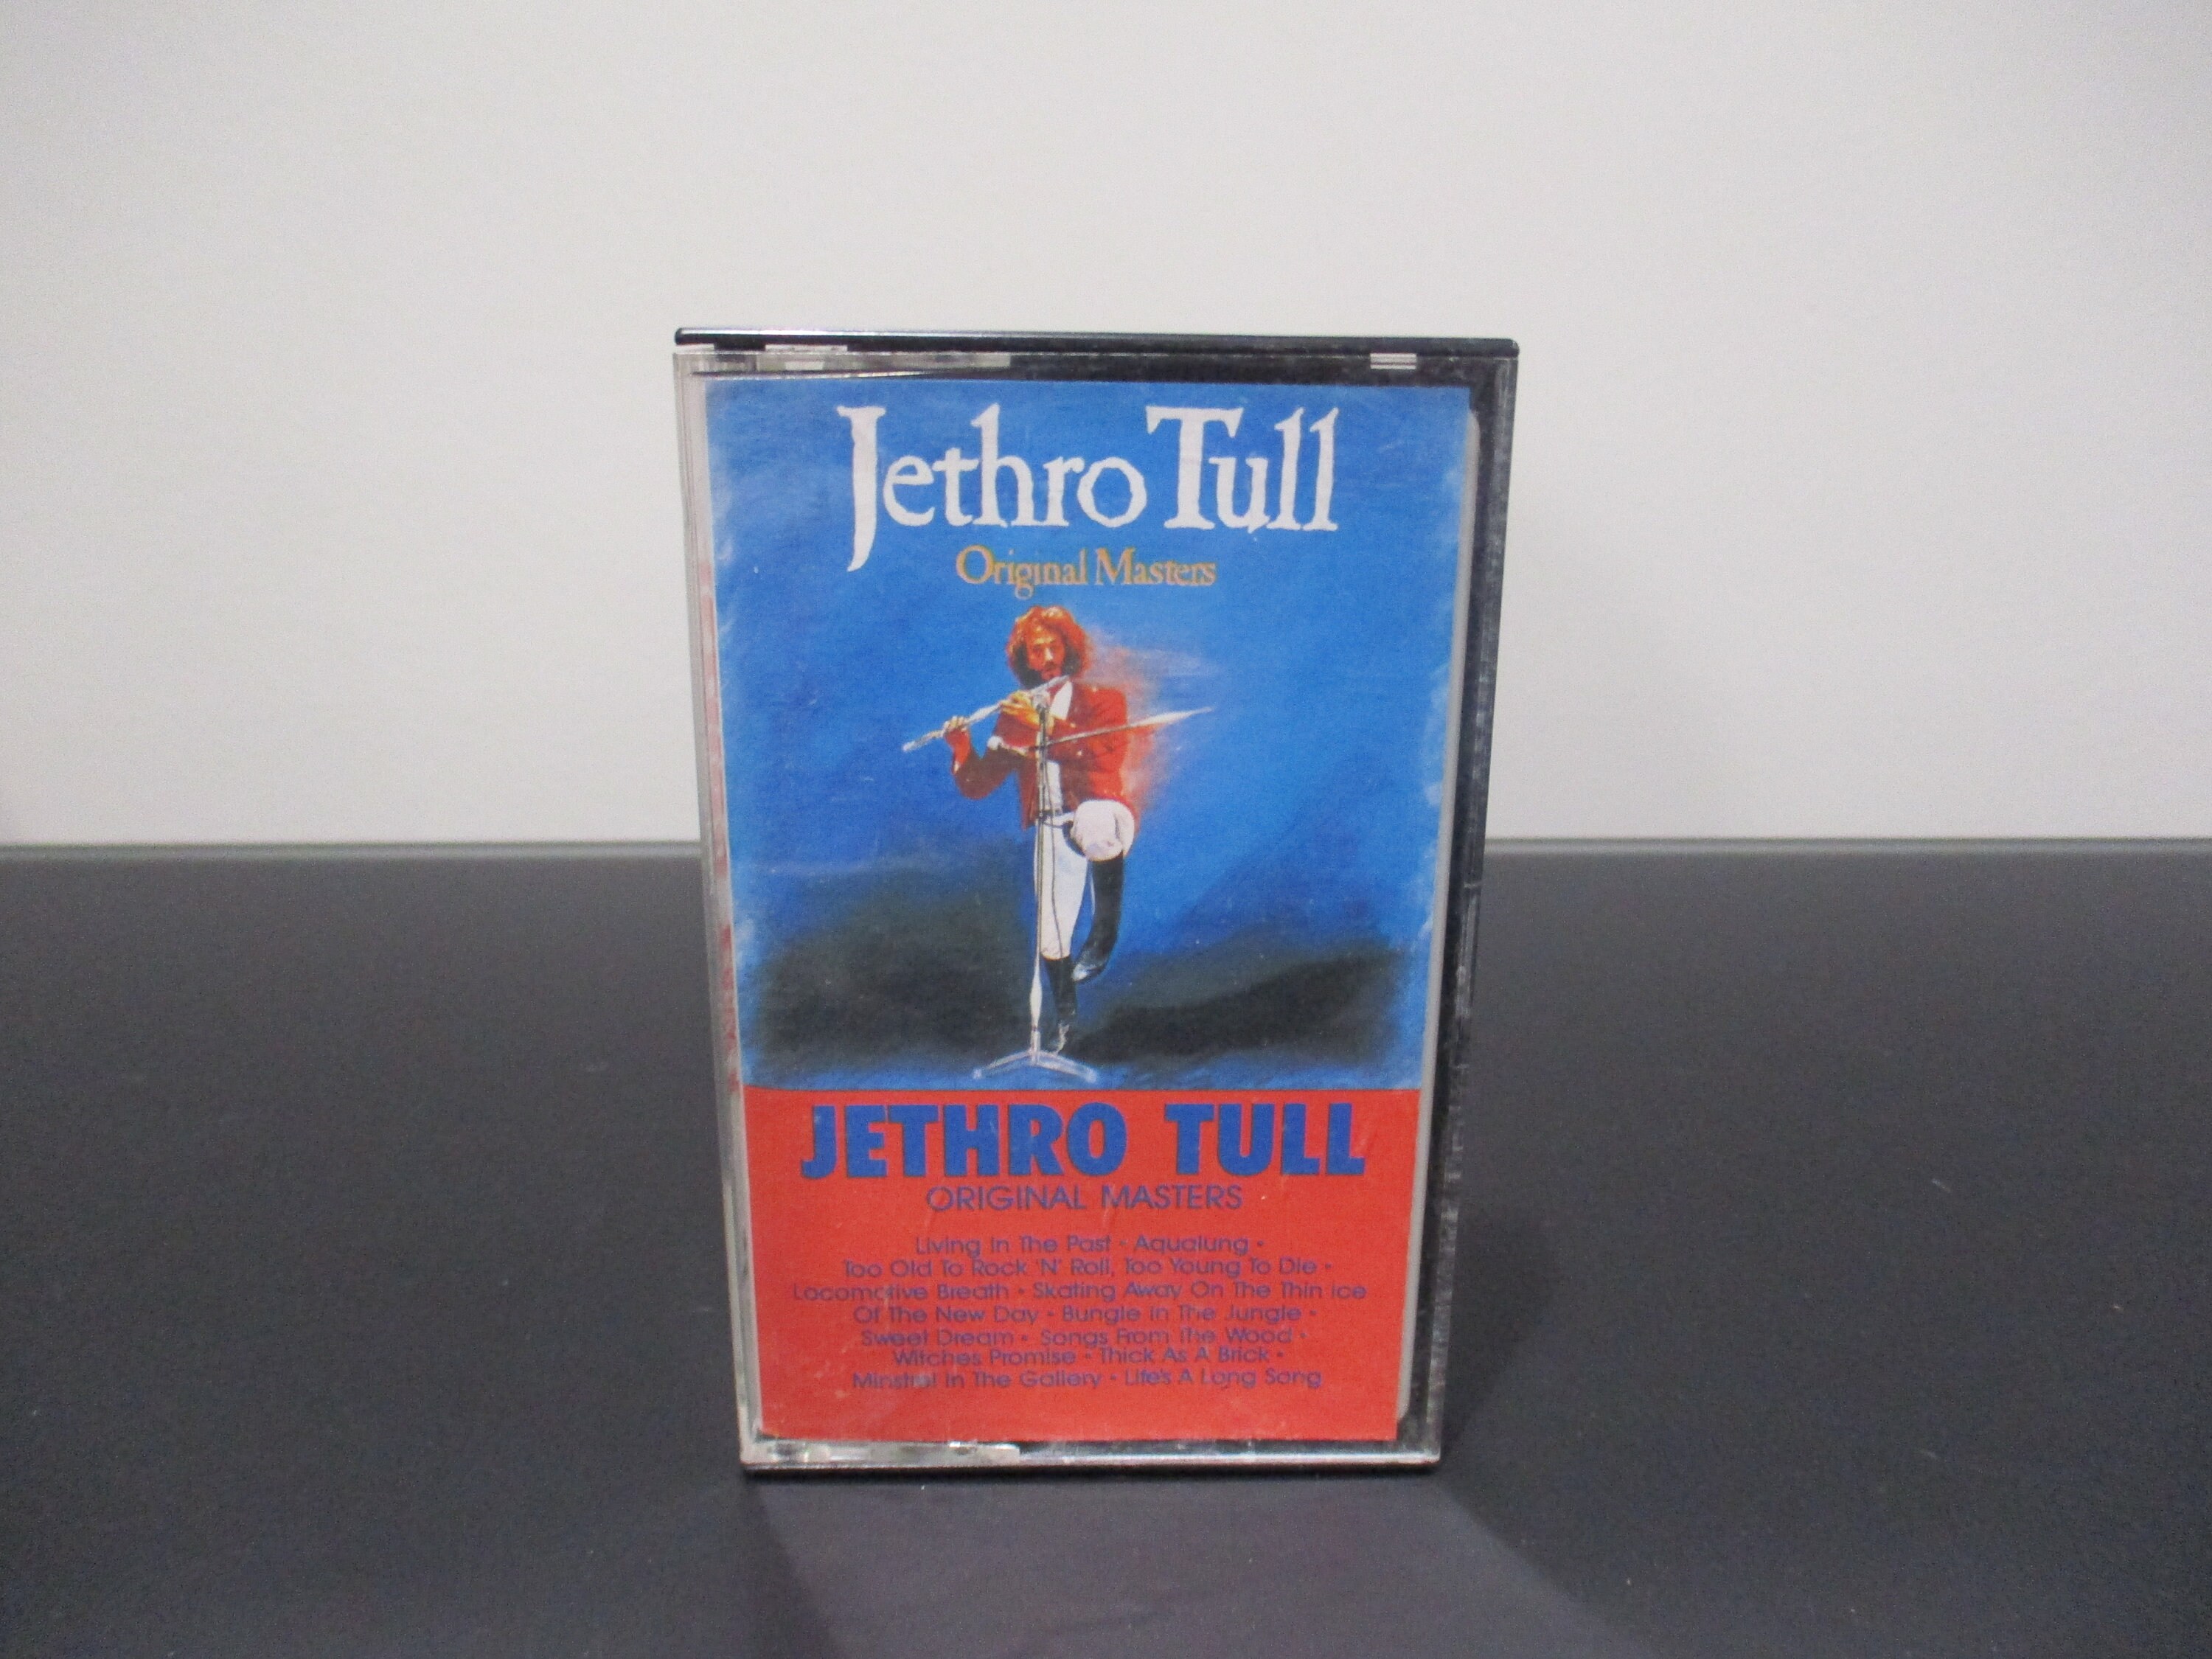 Jethro Tull
Original Masters
JETHRO TULL
ORIGINAL MASTERS
Living In The Past • Aqualung •
Too Old To Rock 'N' Roll, Too Young To Die •
Locomotive Breath • Skating Away On The Thin Ice
Of The New Day • Bungle In The Jungle •
Sweet Dream • Songs From The Wood •
Witches Promise • Thick As A Brick •
Minstrel In The Gallery • Life's A Long Song